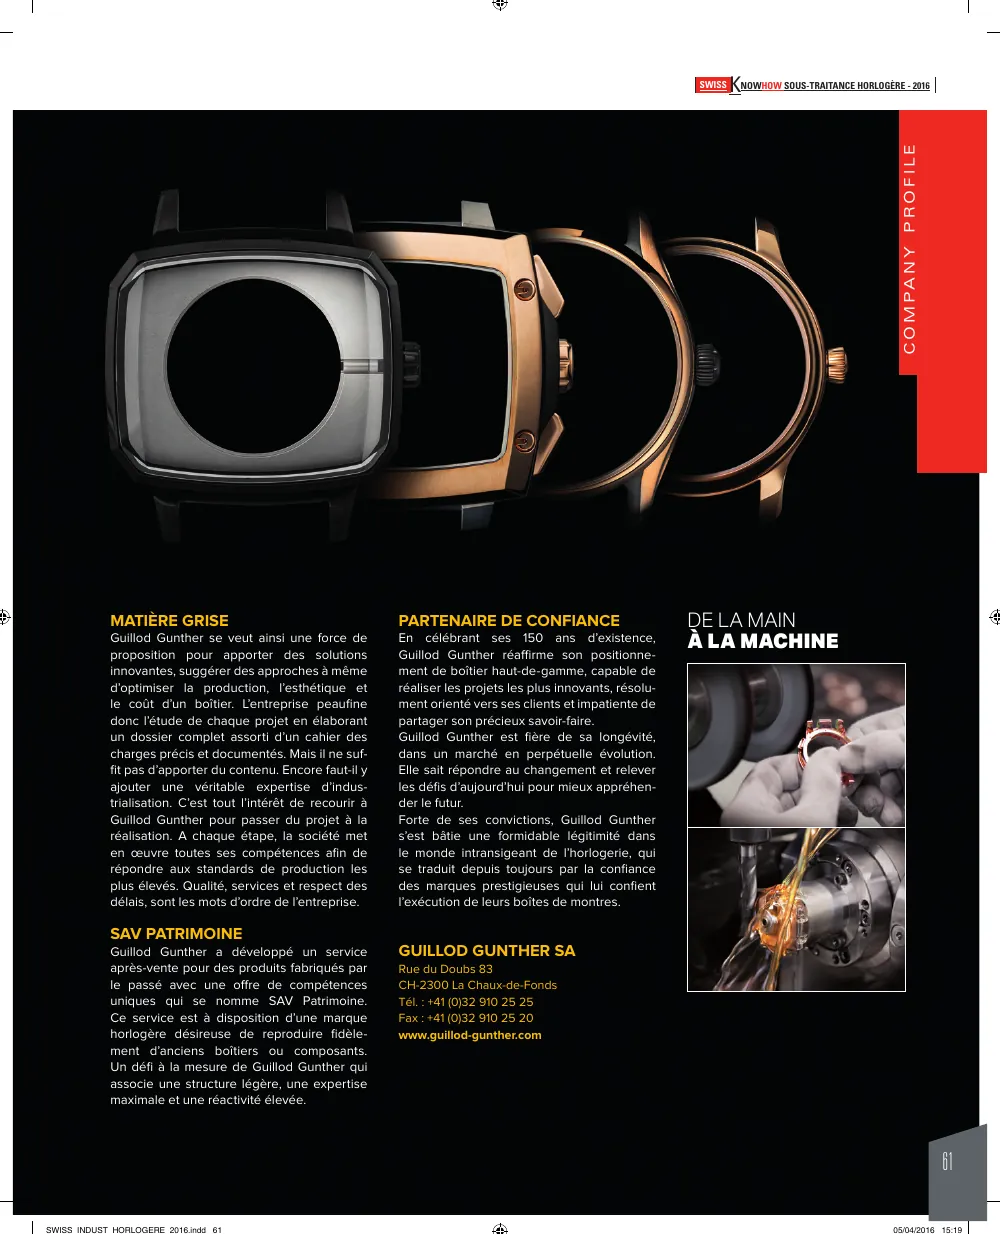 SWISS KNOWHOW SOUS-TRAITANCE HORLOGÈRE - 2016
COMPANY PROFILE
MATIÈRE GRISE
Guillod Gunther se veut ainsi une force de
proposition pour apporter des solutions
innovantes, suggérer des approches à même
d’optimiser la production, l’esthétique et
le coût d’un boîtier. L’entreprise peaufine
donc l’étude de chaque projet en élaborant
un dossier complet assorti d’un cahier des
charges précis et documentés. Mais il ne suf-
fit pas d’apporter du contenu. Encore faut-il y
ajouter une véritable expertise d’indus-
trialisation. C’est tout l’intérêt de recourir à
Guillod Gunther pour passer du projet à la
réalisation. A chaque étape, la société met
en œuvre toutes ses compétences afin de
répondre aux standards de production les
plus élevés. Qualité, services et respect des
délais, sont les mots d’ordre de l’entreprise.
SAV PATRIMOINE
Guillod Gunther a développé un service
après-vente pour des produits fabriqués par
le passé avec une offre de compétences
uniques qui se nomme SAV Patrimoine.
Ce service est à disposition d’une marque
horlogère désireuse de reproduire fidèle-
ment d’anciens boîtiers ou composants.
Un défi à la mesure de Guillod Gunther qui
associe une structure légère, une expertise
maximale et une réactivité élevée.
PARTENAIRE DE CONFIANCE
En célébrant ses 150 ans d’existence,
Guillod Gunther réaffirme son positionne-
ment de boîtier haut-de-gamme, capable de
réaliser les projets les plus innovants, résolu-
ment orienté vers ses clients et impatiente de
partager son précieux savoir-faire.
Guillod Gunther est fière de sa longévité,
dans un marché en perpétuelle évolution.
Elle sait répondre au changement et relever
les défis d’aujourd’hui pour mieux appréhen-
der le futur.
Forte de ses convictions, Guillod Gunther
s’est bâtie une formidable légitimité dans
le monde intransigeant de l’horlogerie, qui
se traduit depuis toujours par la confiance
des marques prestigieuses qui lui confient
l’exécution de leurs boîtes de montres.
GUILLOD GUNTHER SA
Rue du Doubs 83
CH-2300 La Chaux-de-Fonds
Tél. : +41 (0)32 910 25 25
Fax : +41 (0)32 910 25 20
www.guillod-gunther.com
DE LA MAIN
À LA MACHINE
61
SWISS_INDUST_HORLOGERE_2016.indd 61
05/04/2016 15:19